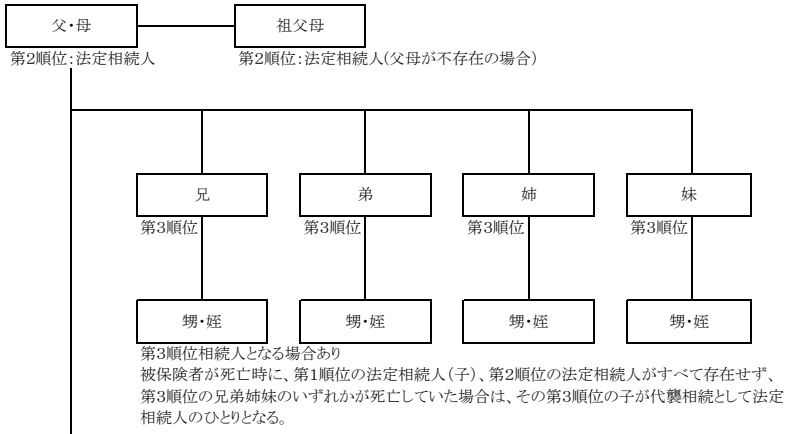 父・母 祖父母
第2順位:法定相続人 第2順位:法定相続人(父母が不存在の場合)
兄 弟 姉 妹
第3順位 第3順位 第3順位 第3順位
甥・姪 甥・姪 甥・姪 甥・姪
第3順位相続人となる場合あり
被保険者が死亡時に、第1順位の法定相続人(子)、第2順位の法定相続人がすべて存在せず、
第3順位の兄弟姉妹のいずれかが死亡していた場合は、その第3順位の子が代襲相続として法定
相続人のひとりとなる。